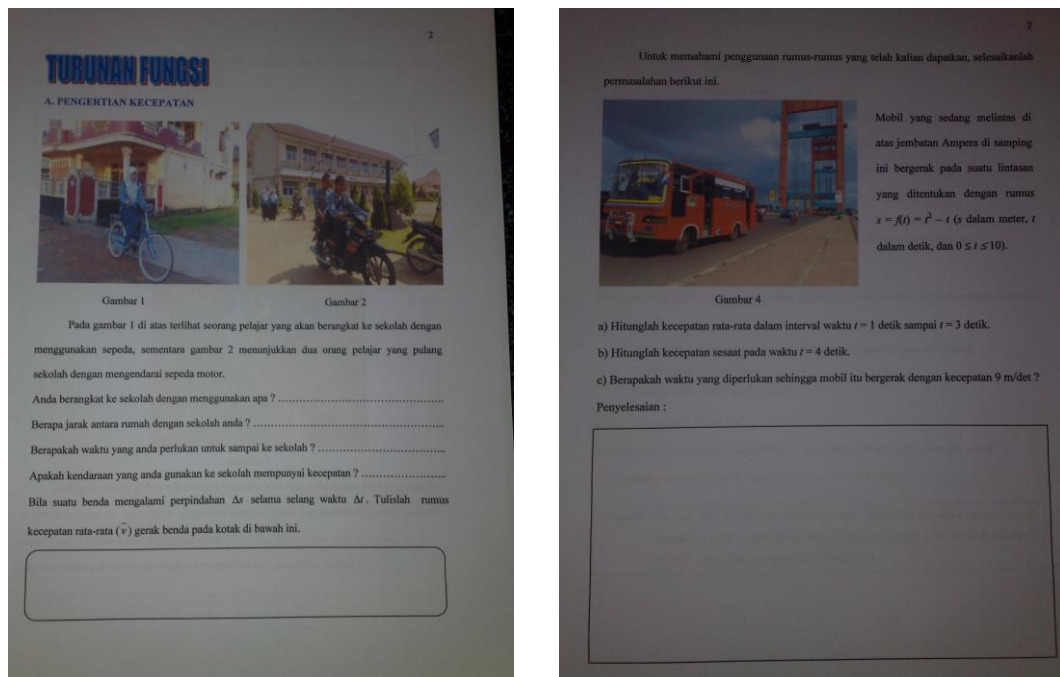 2
TURUNAN FUNGSI
A. PENGERTIAN KECEPATAN
Gambar 1
Gambar 2
Pada gambar 1 di atas terlihat seorang pelajar yang akan berangkat ke sekolah dengan
menggunakan sepeda, sementara gambar 2 menunjukkan dua orang pelajar yang pulang
sekolah dengan mengendarai sepeda motor.
Anda berangkat ke sekolah dengan menggunakan apa ? ........................................
Berapa jarak antara rumah dengan sekolah anda ? ........................................
Berapakah waktu yang anda perlukan untuk sampai ke sekolah ? ..............................
Apakah kendaraan yang anda gunakan ke sekolah mempunyai kecepatan ? ....................
Bila suatu benda mengalami perpindahan Δs selama selang waktu Δt. Tulislah rumus
kecepatan rata-rata (v̄) gerak benda pada kotak di bawah ini.
7
Untuk memahami penggunaan rumus-rumus yang telah kalian dapatkan, selesaikanlah
permasalahan berikut ini.
Mobil yang sedang melintas di
atas jembatan Ampera di samping
ini bergerak pada suatu lintasan
yang ditentukan dengan rumus
s = f(t) = t² – t (s dalam meter, t
dalam detik, dan 0 ≤ t ≤ 10).
Gambar 4
a) Hitunglah kecepatan rata-rata dalam interval waktu t = 1 detik sampai t = 3 detik.
b) Hitunglah kecepatan sesaat pada waktu t = 4 detik.
c) Berapakah waktu yang diperlukan sehingga mobil itu bergerak dengan kecepatan 9 m/det ?
Penyelesaian :